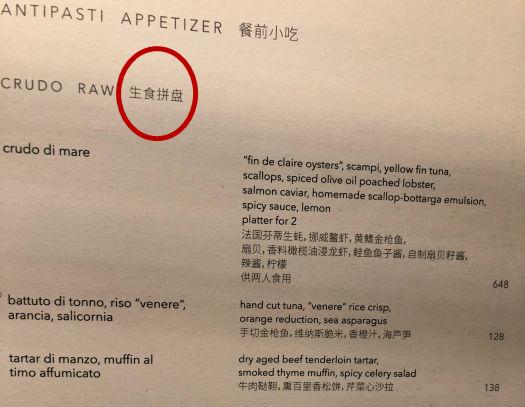 ANTIPASTI APPETIZER 餐前小吃
CRUDO RAW 生食拼盘
crudo di mare
"fin de claire oysters", scampi, yellow fin tuna,
scallops, spiced olive oil poached lobster,
salmon caviar, homemade scallop-bottarga emulsion,
spicy sauce, lemon
platter for 2
法国芬蒂生蚝, 挪威鳌虾, 黄鳍金枪鱼,
扇贝, 香料橄榄油浸龙虾, 鲑鱼鱼子酱, 自制扇贝籽酱,
辣酱, 柠檬
供两人食用 648
battuto di tonno, riso "venere",
arancia, salicornia
hand cut tuna, "venere" rice crisp,
orange reduction, sea asparagus
手切金枪鱼, 维纳斯脆米, 香橙汁, 海芦笋 128
tartar di manzo, muffin al
timo affumicato
dry aged beef tenderloin tartar,
smoked thyme muffin, spicy celery salad
牛肉鞑靼, 熏百里香松饼, 芹菜心沙拉 138